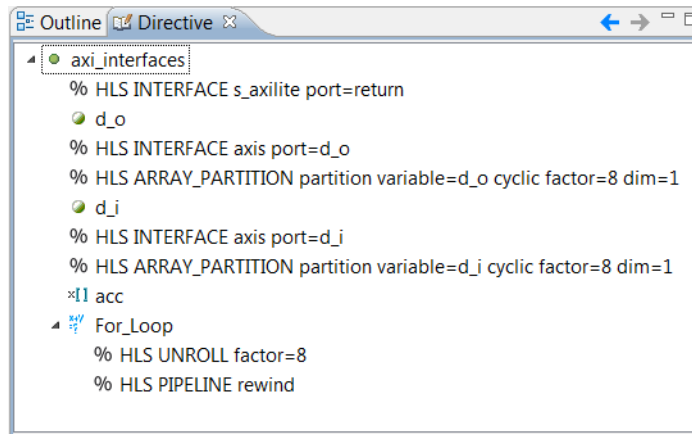 Outline Directive
axi_interfaces
% HLS INTERFACE s_axilite port=return
d_o
% HLS INTERFACE axis port=d_o
% HLS ARRAY_PARTITION partition variable=d_o cyclic factor=8 dim=1
d_i
% HLS INTERFACE axis port=d_i
% HLS ARRAY_PARTITION partition variable=d_i cyclic factor=8 dim=1
×[] acc
For_Loop
% HLS UNROLL factor=8
% HLS PIPELINE rewind